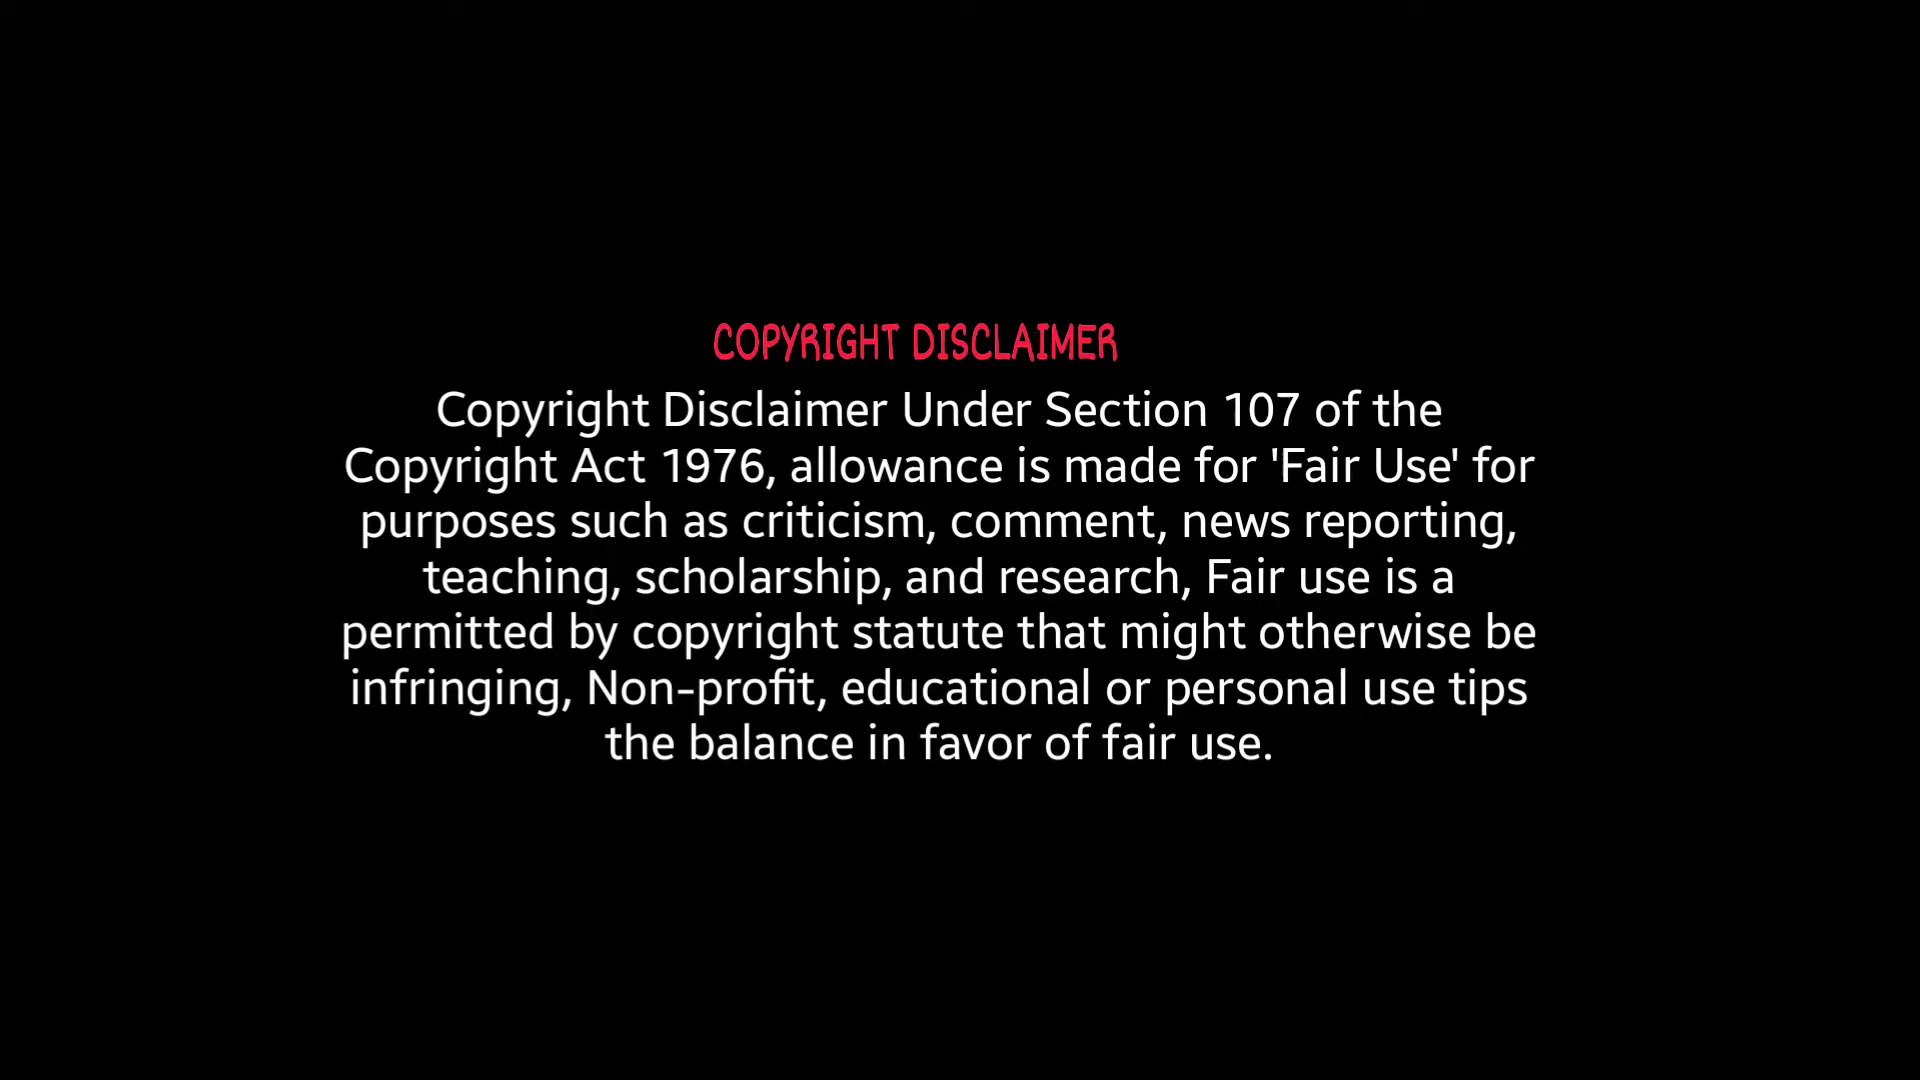 COPYRIGHT DISCLAIMER
Copyright Disclaimer Under Section 107 of the
Copyright Act 1976, allowance is made for 'Fair Use' for
purposes such as criticism, comment, news reporting,
teaching, scholarship, and research, Fair use is a
permitted by copyright statute that might otherwise be
infringing, Non-profit, educational or personal use tips
the balance in favor of fair use.